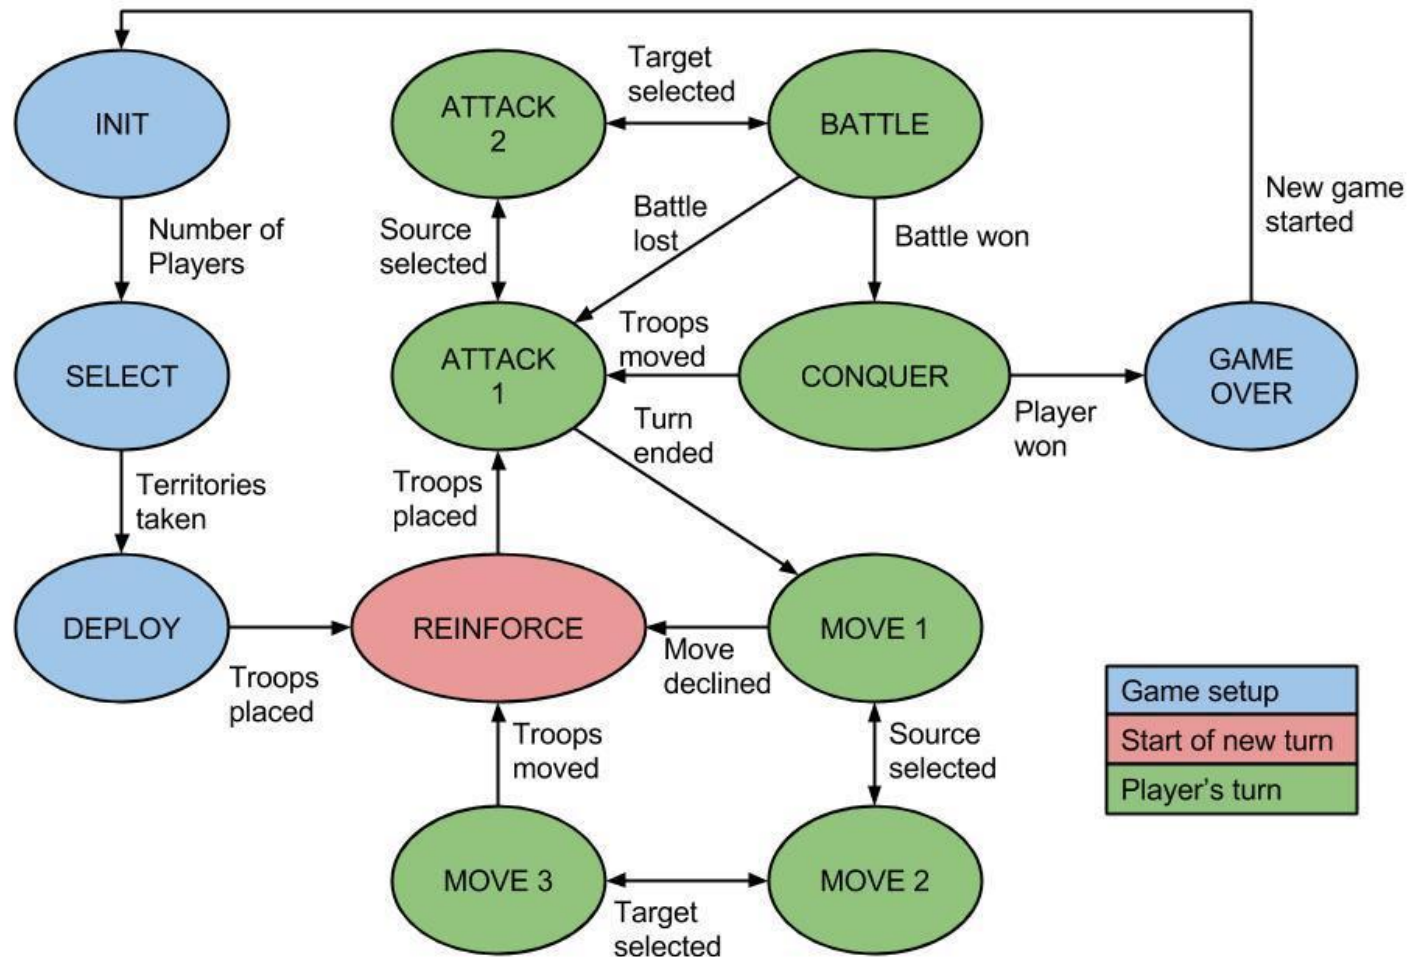 INIT
ATTACK
2
Target
selected
BATTLE
Number of
Players
Source
selected
Battle
lost
Battle won
New game
started
SELECT
ATTACK
1
Troops
moved
CONQUER
GAME
OVER
Player
won
Turn
ended
Territories
taken
Troops
placed
DEPLOY
Troops
placed
REINFORCE
Move
declined
MOVE 1
Troops
moved
Source
selected
MOVE 3
Target
selected
MOVE 2
Game setup
Start of new turn
Player’s turn